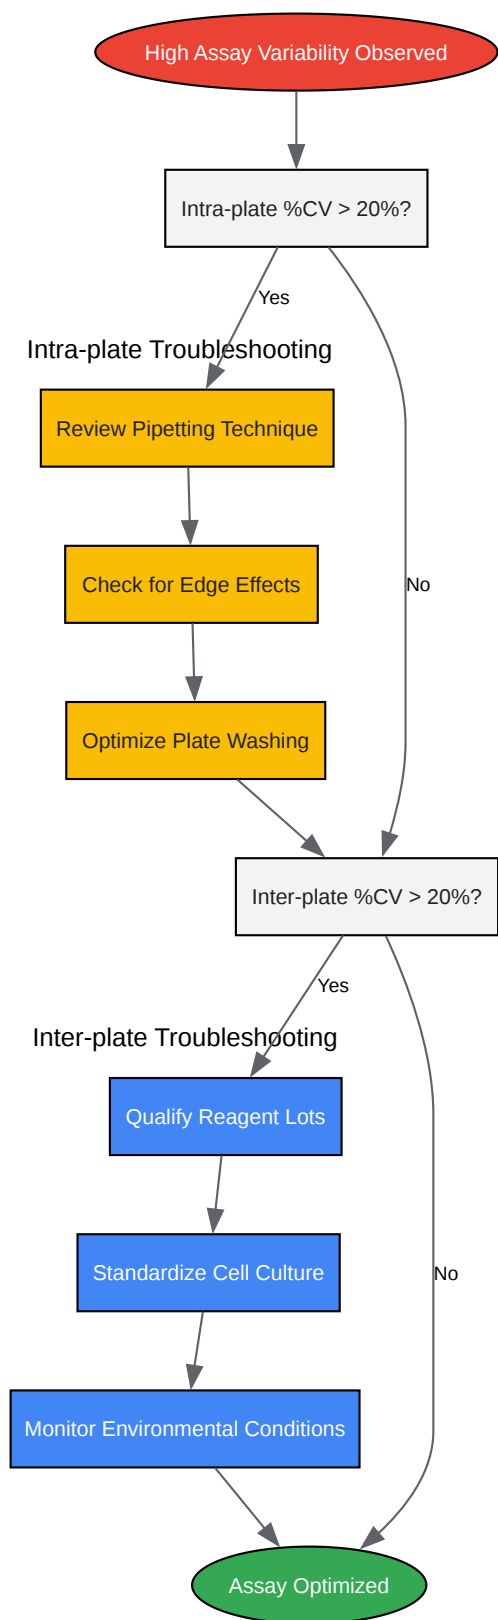 High Assay Variability Observed
Intra-plate %CV > 20%?
Yes
Intra-plate Troubleshooting
Review Pipetting Technique
Check for Edge Effects
No
Optimize Plate Washing
Inter-plate %CV > 20%?
Yes
Inter-plate Troubleshooting
Qualify Reagent Lots
Standardize Cell Culture
No
Monitor Environmental Conditions
Assay Optimized